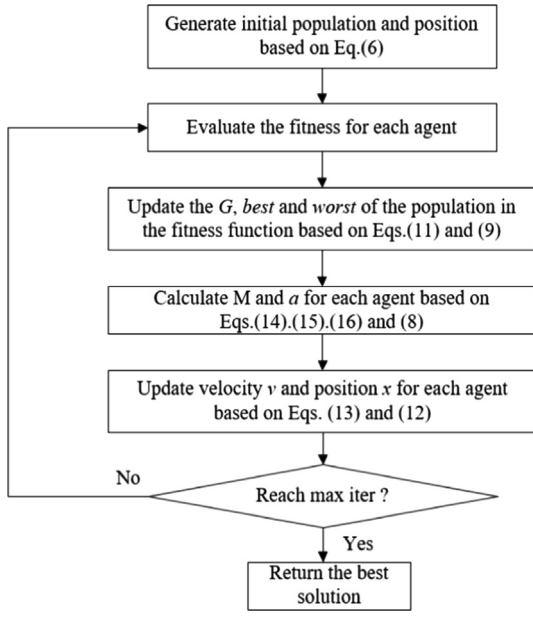 Generate initial population and position
based on Eq.(6)
Evaluate the fitness for each agent
Update the G, best and worst of the population in
the fitness function based on Eqs.(11) and (9)
Calculate M and a for each agent based on
Eqs.(14).(15).(16) and (8)
Update velocity v and position x for each agent
based on Eqs. (13) and (12)
No
Reach max iter ?
Yes
Return the best
solution